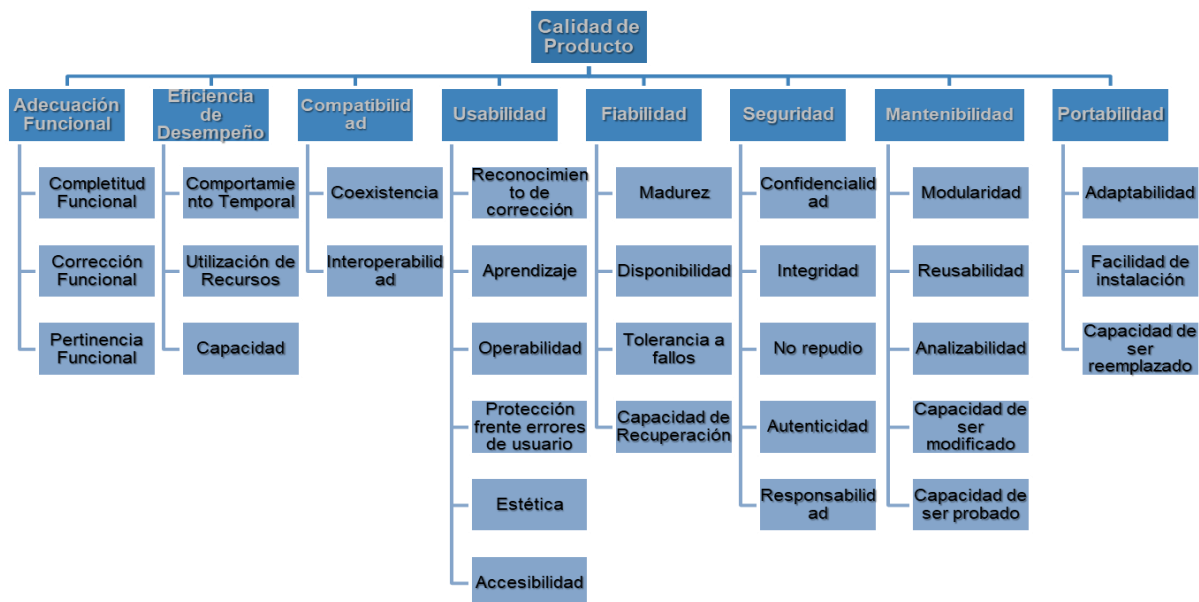 Calidad de
Producto
Adecuación
Funcional
Completitud
Funcional
Corrección
Funcional
Pertinencia
Funcional
Eficiencia
de
Desempeño
Comportamie
nto Temporal
Utilización de
Recursos
Capacidad
Compatibilid
ad
Coexistencia
Interoperabilid
ad
Usabilidad
Reconocimien
to de
corrección
Aprendizaje
Operabilidad
Protección
frente errores
de usuario
Estética
Accesibilidad
Fiabilidad
Madurez
Disponibilidad
Tolerancia a
fallos
Capacidad de
Recuperación
Seguridad
Confidencialid
ad
Integridad
No repudio
Autenticidad
Responsabilid
ad
Mantenibilidad
Modularidad
Reusabilidad
Analizabilidad
Capacidad de
ser
modificado
Capacidad de
ser probado
Portabilidad
Adaptabilidad
Facilidad de
instalación
Capacidad de
ser
reemplazado